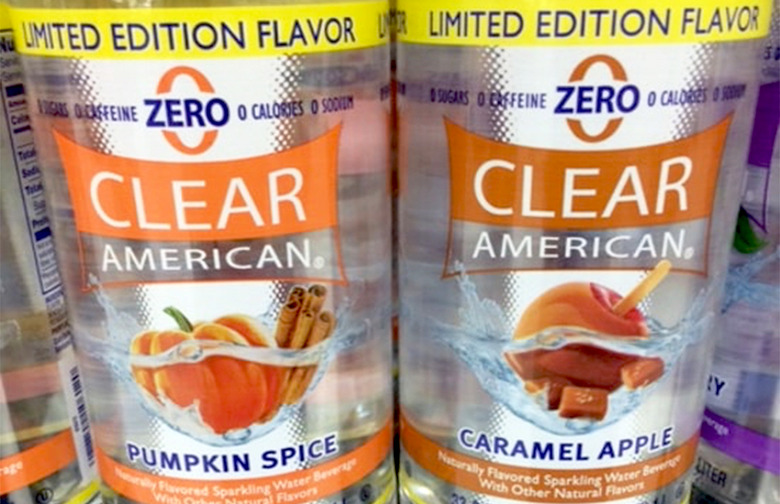 LIMITED EDITION FLAVOR
0 SUGARS 0 CAFFEINE ZERO 0 CALORIES 0 SODIUM
CLEAR
AMERICAN®
PUMPKIN SPICE
Naturally Flavored Sparkling Water Beverage
With Other Natural Flavors
LIMITED EDITION FLAVOR
0 SUGARS 0 CAFFEINE ZERO 0 CALORIES 0 SODIUM
CLEAR
AMERICAN®
CARAMEL APPLE
Naturally Flavored Sparkling Water Beverage
With Other Natural Flavors
RY
LITER